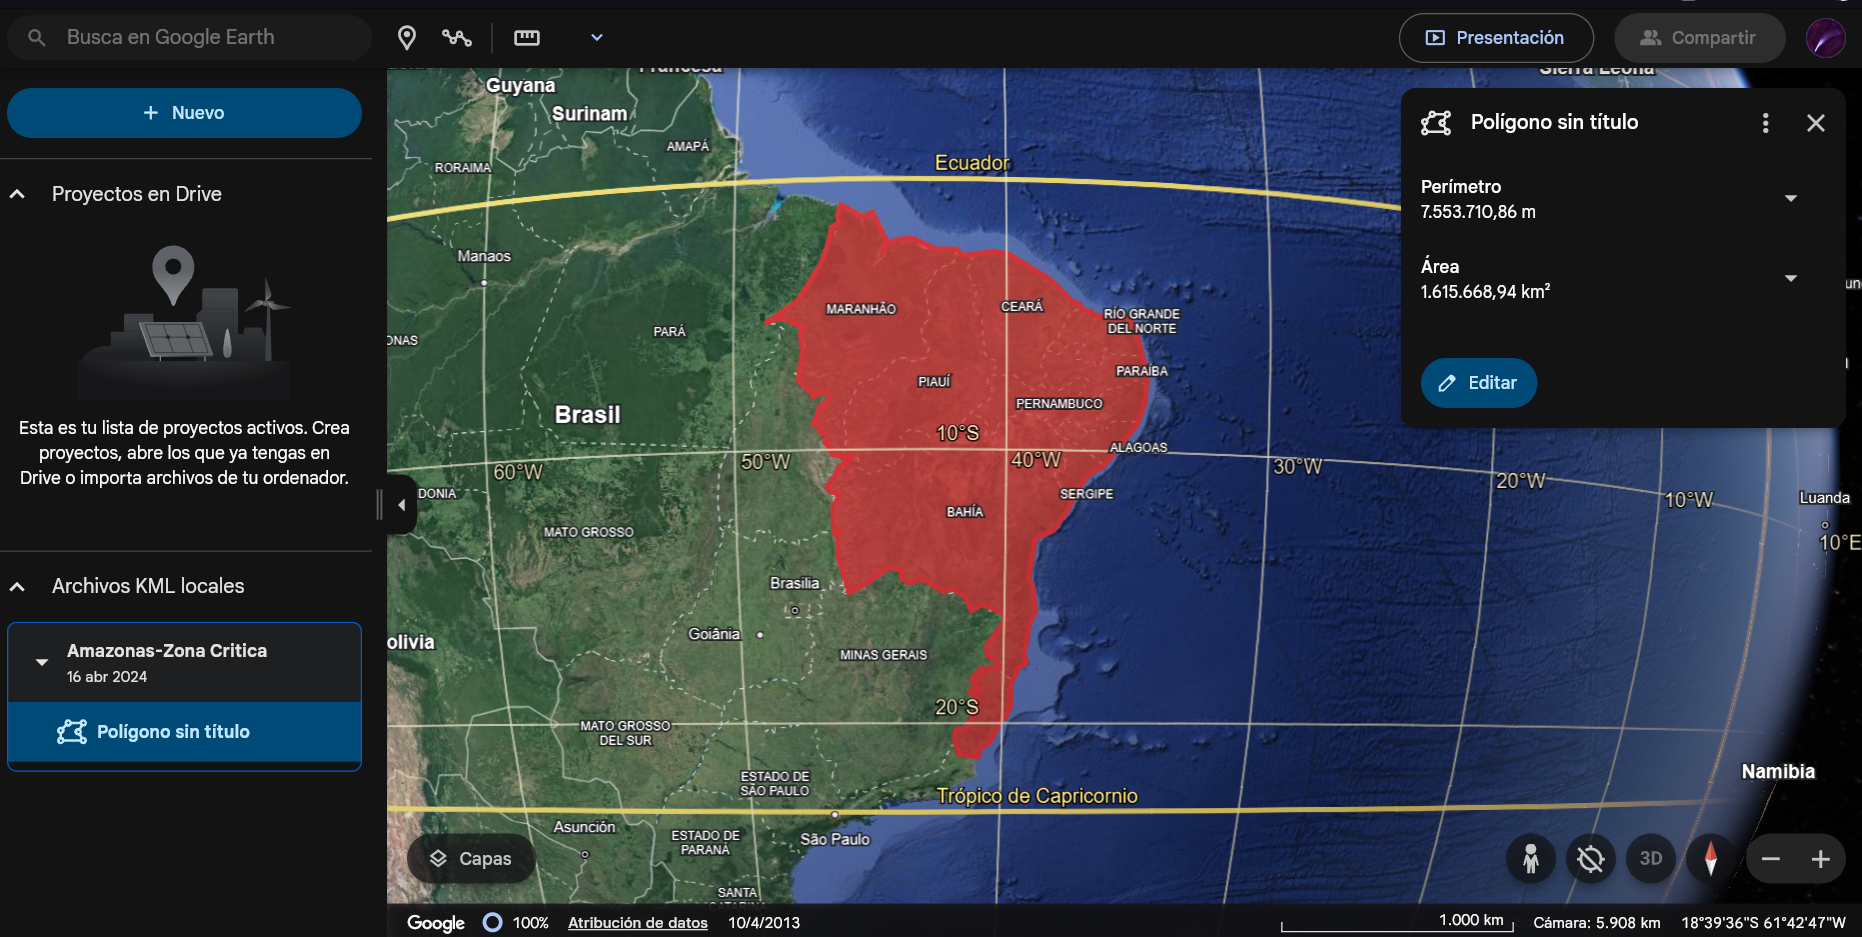 Busca en Google Earth
Presentación
Compartir
Nuevo
Proyectos en Drive
Esta es tu lista de proyectos activos. Crea
proyectos, abre los que ya tengas en
Drive o importa archivos de tu ordenador.
Archivos KML locales
Amazonas-Zona Critica
16 abr 2024
Polígono sin título
Francesa
Guyana
Surinam
Sierra Leona
AMAPÁ
RORAIMA
Ecuador
Manaos
MARANHÃO
CEARÁ
RÍO GRANDE
DEL NORTE
PARÁ
ONAS
PARAÍBA
PIAUÍ
PERNAMBUCO
Brasil
10°S
ALAGOAS
60°W
50°W
40°W
30°W
20°W
10°W
Luanda
DONIA
SERGIPE
BAHÍA
MATO GROSSO
10°E
Brasilia
Goiânia
olivia
MINAS GERAIS
20°S
MATO GROSSO
DEL SUR
ESTADO DE
SÃO PAULO
Namibia
Trópico de Capricornio
Asunción
ESTADO DE
PARANÁ
São Paulo
SANTA
CATARINA
Polígono sin título
Perímetro
7.553.710,86 m
Área
1.615.668,94 km²
Editar
Capas
3D
Google
100%
Atribución de datos
10/4/2013
1.000 km
Cámara: 5.908 km
18°39'36"S 61°42'47"W